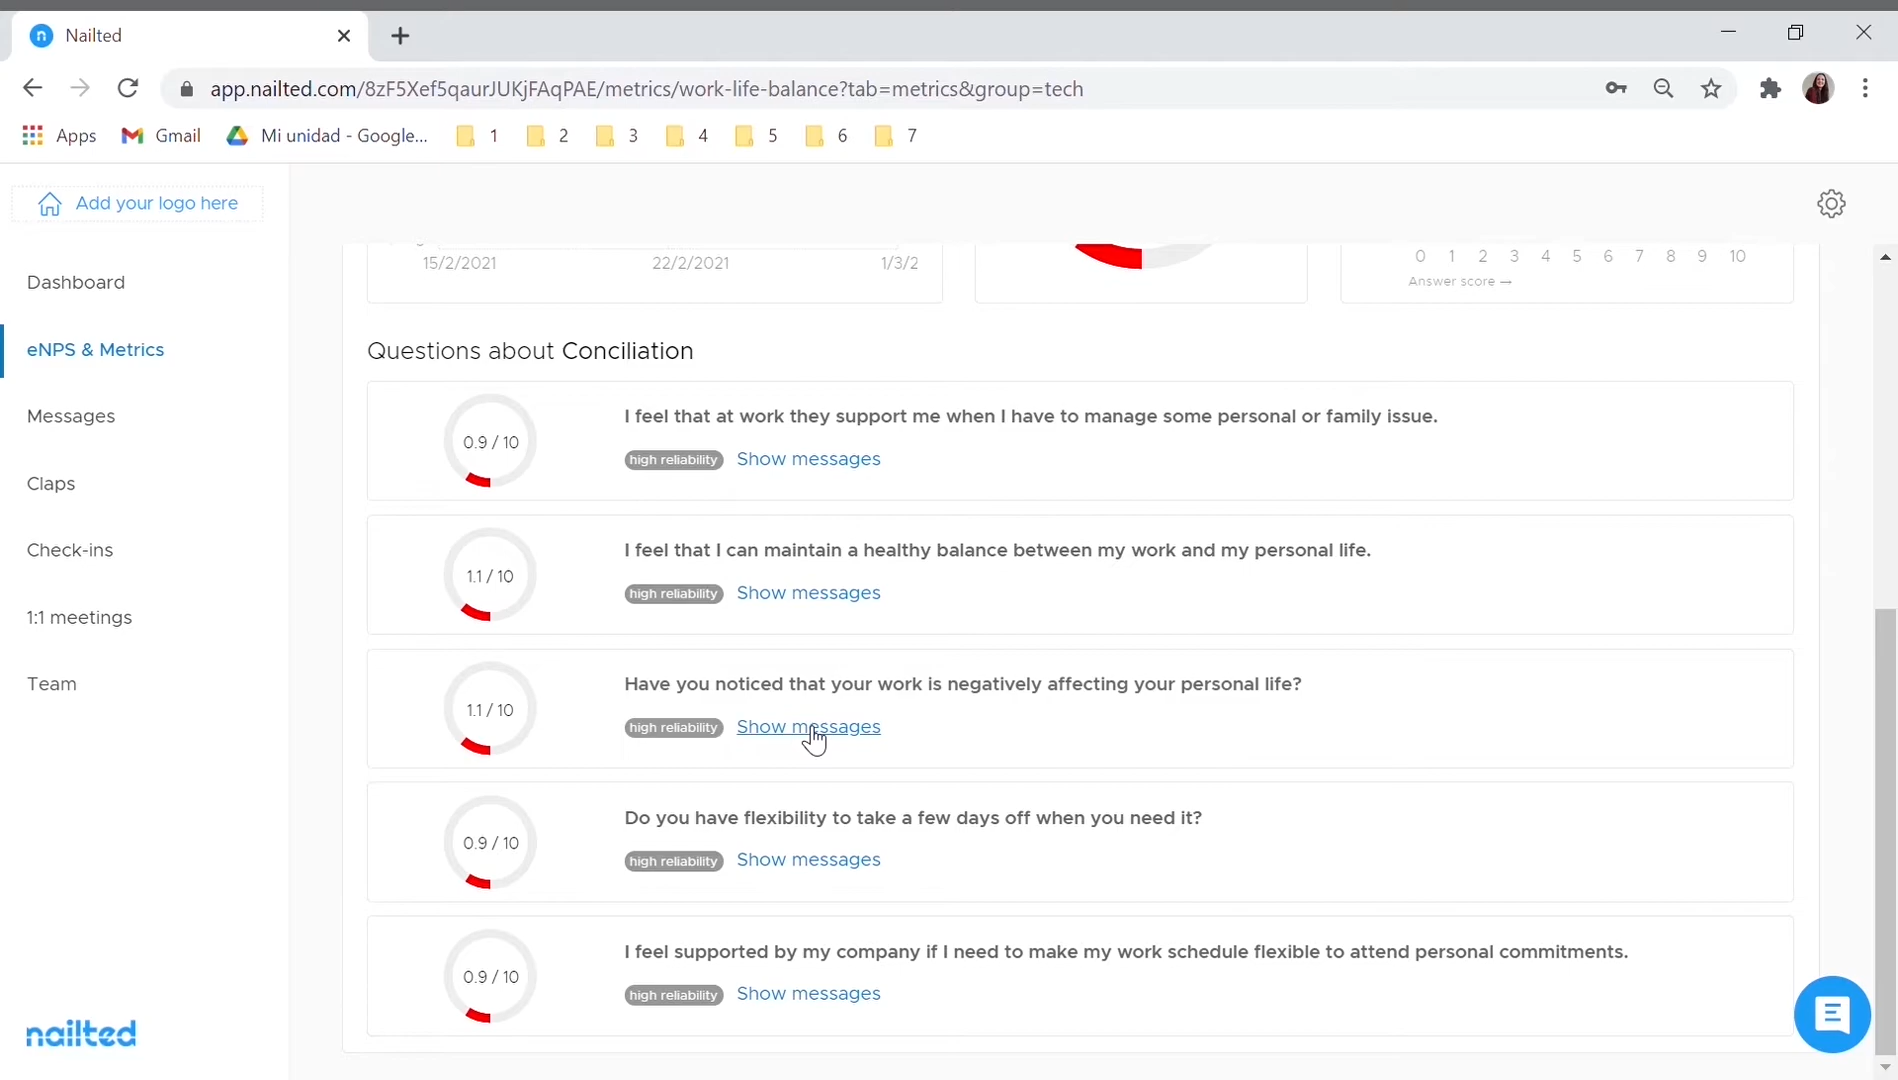 Nailted
app.nailted.com/8zF5Xef5qaurJUKjFAqPAE/metrics/work-life-balance?tab=metrics&group=tech
Apps Gmail Mi unidad - Google... 1 2 3 4 5 6 7
Add your logo here
Dashboard
eNPS & Metrics
Messages
Claps
Check-ins
1:1 meetings
Team
nailted
15/2/2021 22/2/2021 1/3/2
0 1 2 3 4 5 6 7 8 9 10
Answer score →
Questions about Conciliation
0.9 / 10
I feel that at work they support me when I have to manage some personal or family issue.
high reliability Show messages
1.1 / 10
I feel that I can maintain a healthy balance between my work and my personal life.
high reliability Show messages
1.1 / 10
Have you noticed that your work is negatively affecting your personal life?
high reliability Show messages
0.9 / 10
Do you have flexibility to take a few days off when you need it?
high reliability Show messages
0.9 / 10
I feel supported by my company if I need to make my work schedule flexible to attend personal commitments.
high reliability Show messages